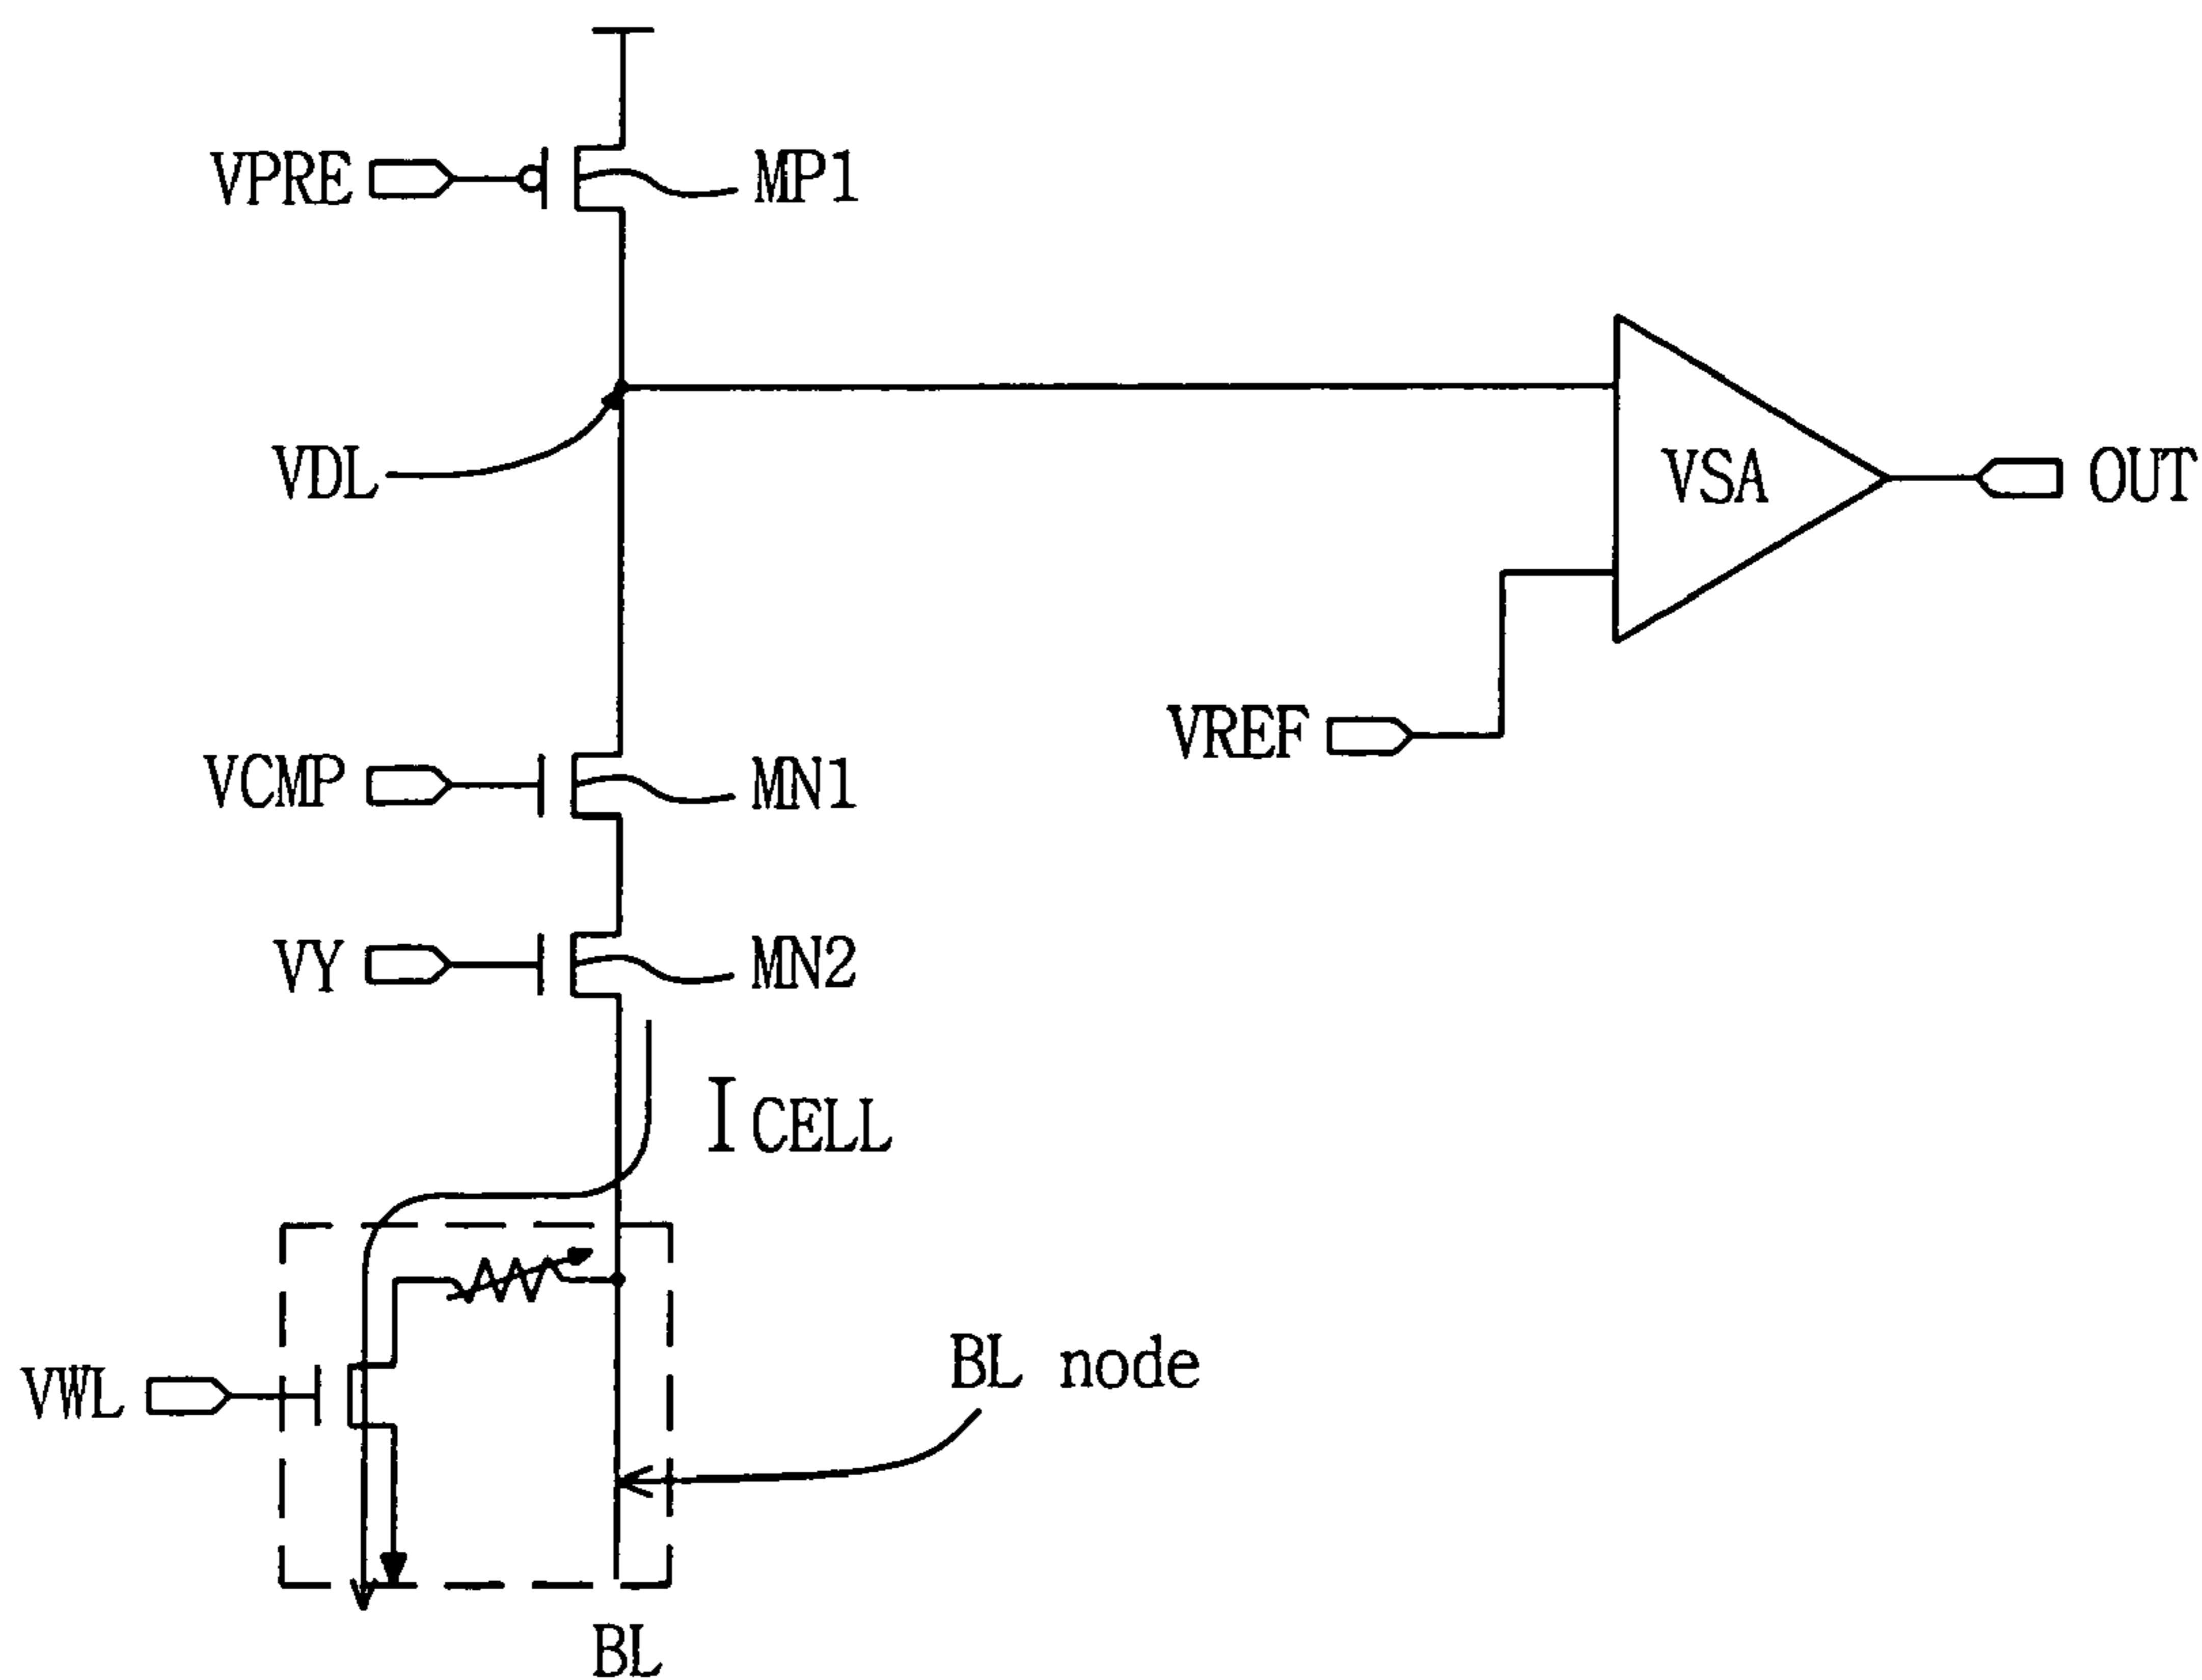 VPRE
MP1
VDL
VSA
OUT
VREF
VCMP
MN1
VY
MN2
ICELL
BL node
VWL
BL